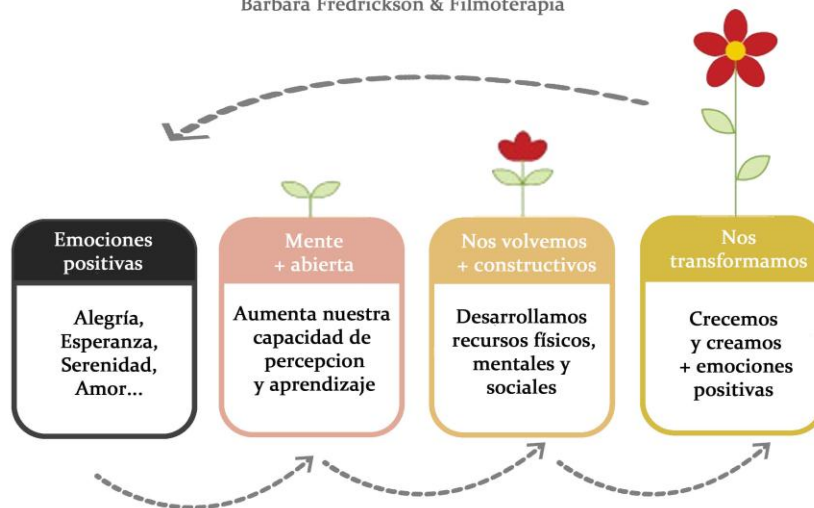 Barbara Fredrickson & Filmoterapia
Emociones
positivas
Alegría,
Esperanza,
Serenidad,
Amor...
Mente
+ abierta
Aumenta nuestra
capacidad de
percepcion
y aprendizaje
Nos volvemos
+ constructivos
Desarrollamos
recursos físicos,
mentales y
sociales
Nos
transformamos
Crecemos
y creamos
+ emociones
positivas